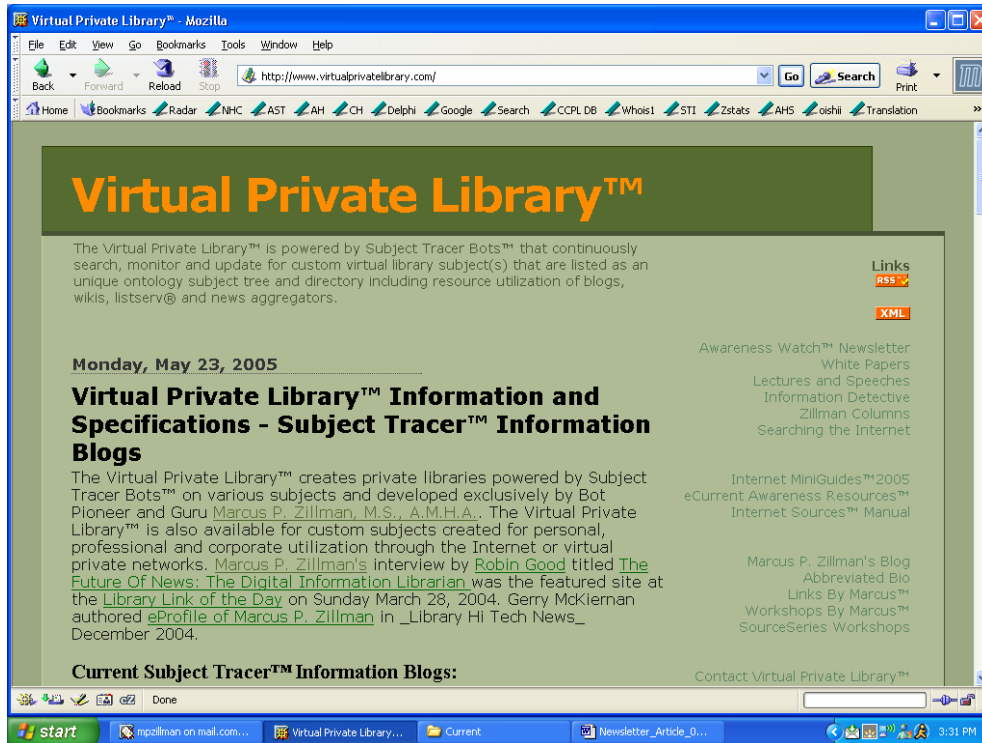 Virtual Private Library™ - Mozilla
File Edit View Go Bookmarks Tools Window Help
Back Forward Reload Stop http://www.virtualprivatelibrary.com/ Go Search Print
Home Bookmarks Radar NHC AST AH CH Delphi Google Search CCPL DB Whois1 STI Zstats AHS oishii Translation »
Virtual Private Library™
The Virtual Private Library™ is powered by Subject Tracer Bots™ that continuously
search, monitor and update for custom virtual library subject(s) that are listed as an
unique ontology subject tree and directory including resource utilization of blogs,
wikis, listserv® and news aggregators.
Monday, May 23, 2005
Virtual Private Library™ Information and
Specifications - Subject Tracer™ Information
Blogs
The Virtual Private Library™ creates private libraries powered by Subject
Tracer Bots™ on various subjects and developed exclusively by Bot
Pioneer and Guru Marcus P. Zillman, M.S., A.M.H.A.. The Virtual Private
Library™ is also available for custom subjects created for personal,
professional and corporate utilization through the Internet or virtual
private networks. Marcus P. Zillman's interview by Robin Good titled The
Future Of News: The Digital Information Librarian was the featured site at
the Library Link of the Day on Sunday March 28, 2004. Gerry McKiernan
authored eProfile of Marcus P. Zillman in _Library Hi Tech News_
December 2004.
Current Subject Tracer™ Information Blogs:
Links
RSS
XML
Awareness Watch™ Newsletter
White Papers
Lectures and Speeches
Information Detective
Zillman Columns
Searching the Internet
Internet MiniGuides™2005
eCurrent Awareness Resources™
Internet Sources™ Manual
Marcus P. Zillman's Blog
Abbreviated Bio
Links By Marcus™
Workshops By Marcus™
SourceSeries Workshops
Contact Virtual Private Library™
Done
start mpzillman on mail.com... Virtual Private Library... Current Newsletter_Article_0... 3:31 PM